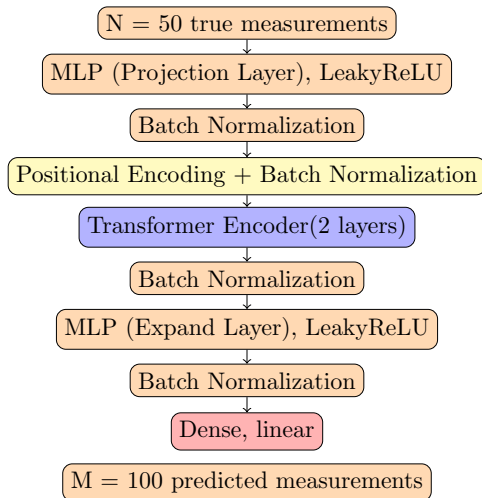 N = 50 true measurements
MLP (Projection Layer), LeakyReLU
Batch Normalization
Positional Encoding + Batch Normalization
Transformer Encoder(2 layers)
Batch Normalization
MLP (Expand Layer), LeakyReLU
Batch Normalization
Dense, linear
M = 100 predicted measurements